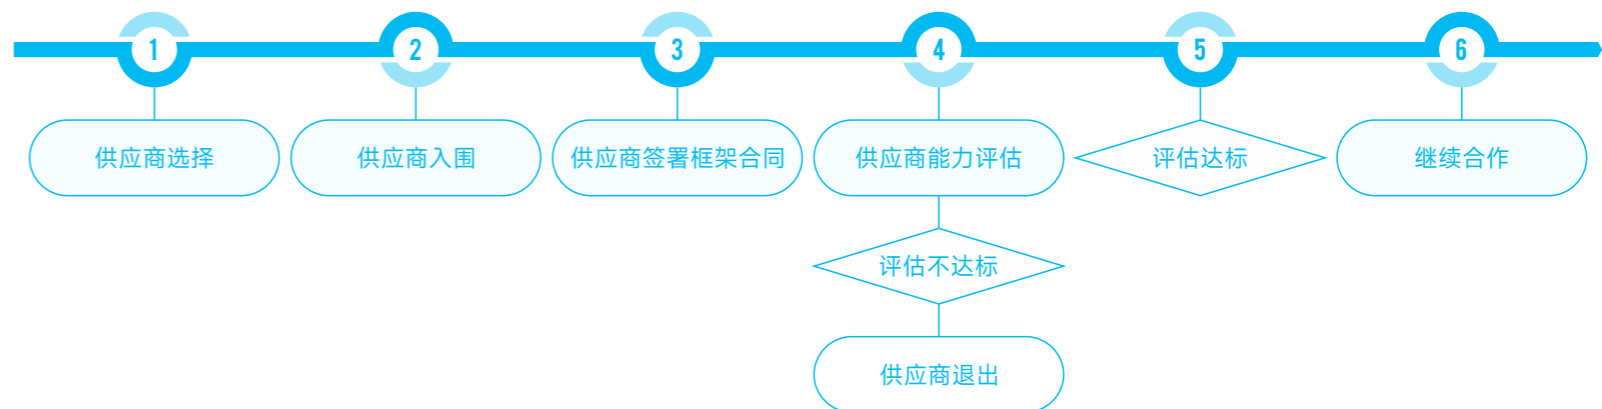 1
2
3
4
5
6
供应商选择
供应商入围
供应商签署框架合同
供应商能力评估
评估达标
继续合作
评估不达标
供应商退出